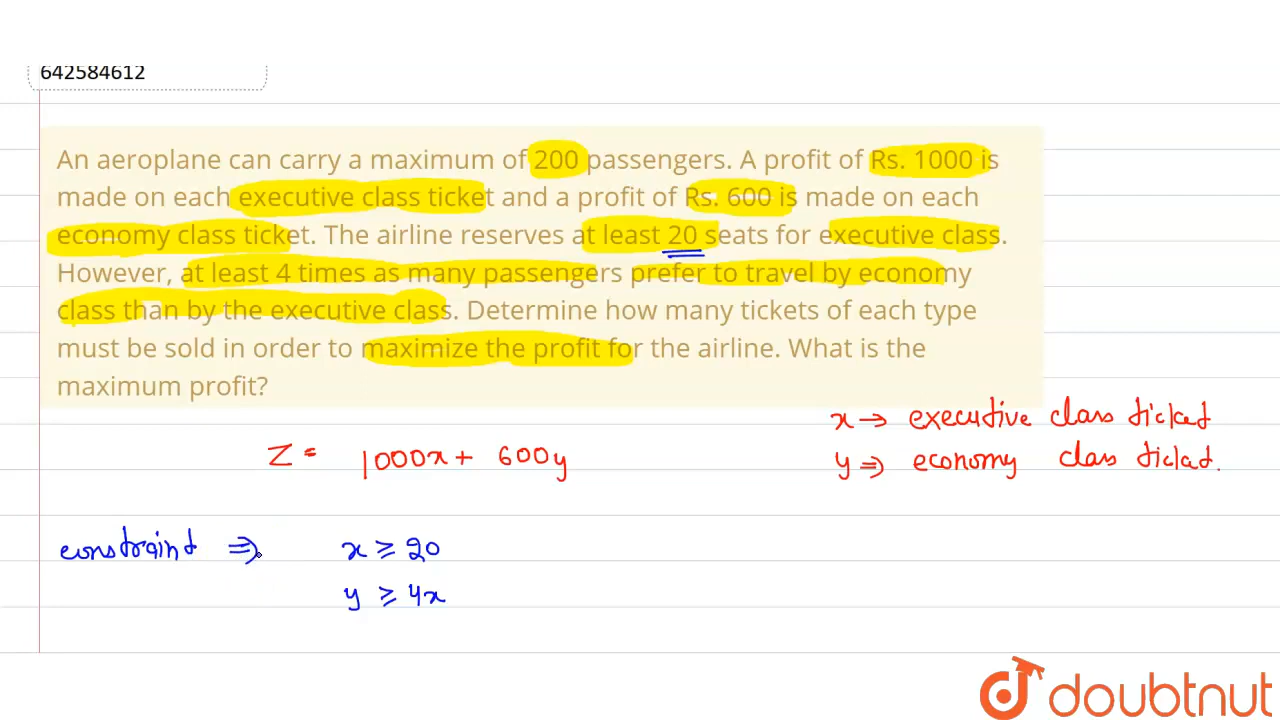 642584612
An aeroplane can carry a maximum of 200 passengers. A profit of Rs. 1000 is
made on each executive class ticket and a profit of Rs. 600 is made on each
economy class ticket. The airline reserves at least 20 seats for executive class.
However, at least 4 times as many passengers prefer to travel by economy
class than by the executive class. Determine how many tickets of each type
must be sold in order to maximize the profit for the airline. What is the
maximum profit?
x → executive class ticket
Z = 1000x + 600y
y ⇒ economy class ticket.
constraint ⇒ x ≥ 20
y ≥ 4x
doubtnut